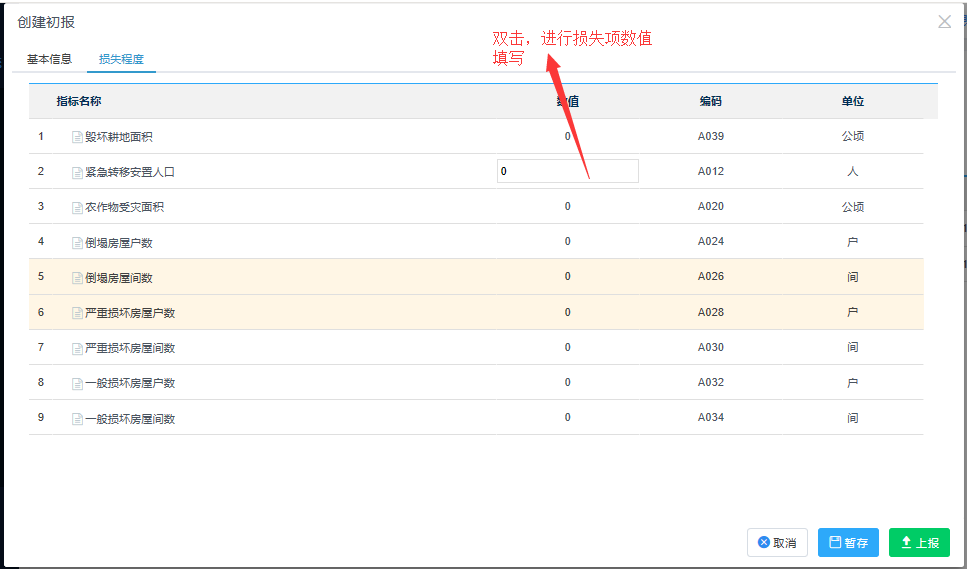 创建初报
双击，进行损失项数值
填写
基本信息 损失程度
指标名称 数值 编码 单位
1 毁坏耕地面积 0 A039 公顷
2 紧急转移安置人口 0 A012 人
3 农作物受灾面积 0 A020 公顷
4 倒塌房屋户数 0 A024 户
5 倒塌房屋间数 0 A026 间
6 严重损坏房屋户数 0 A028 户
7 严重损坏房屋间数 0 A030 间
8 一般损坏房屋户数 0 A032 户
9 一般损坏房屋间数 0 A034 间
取消 暂存 上报